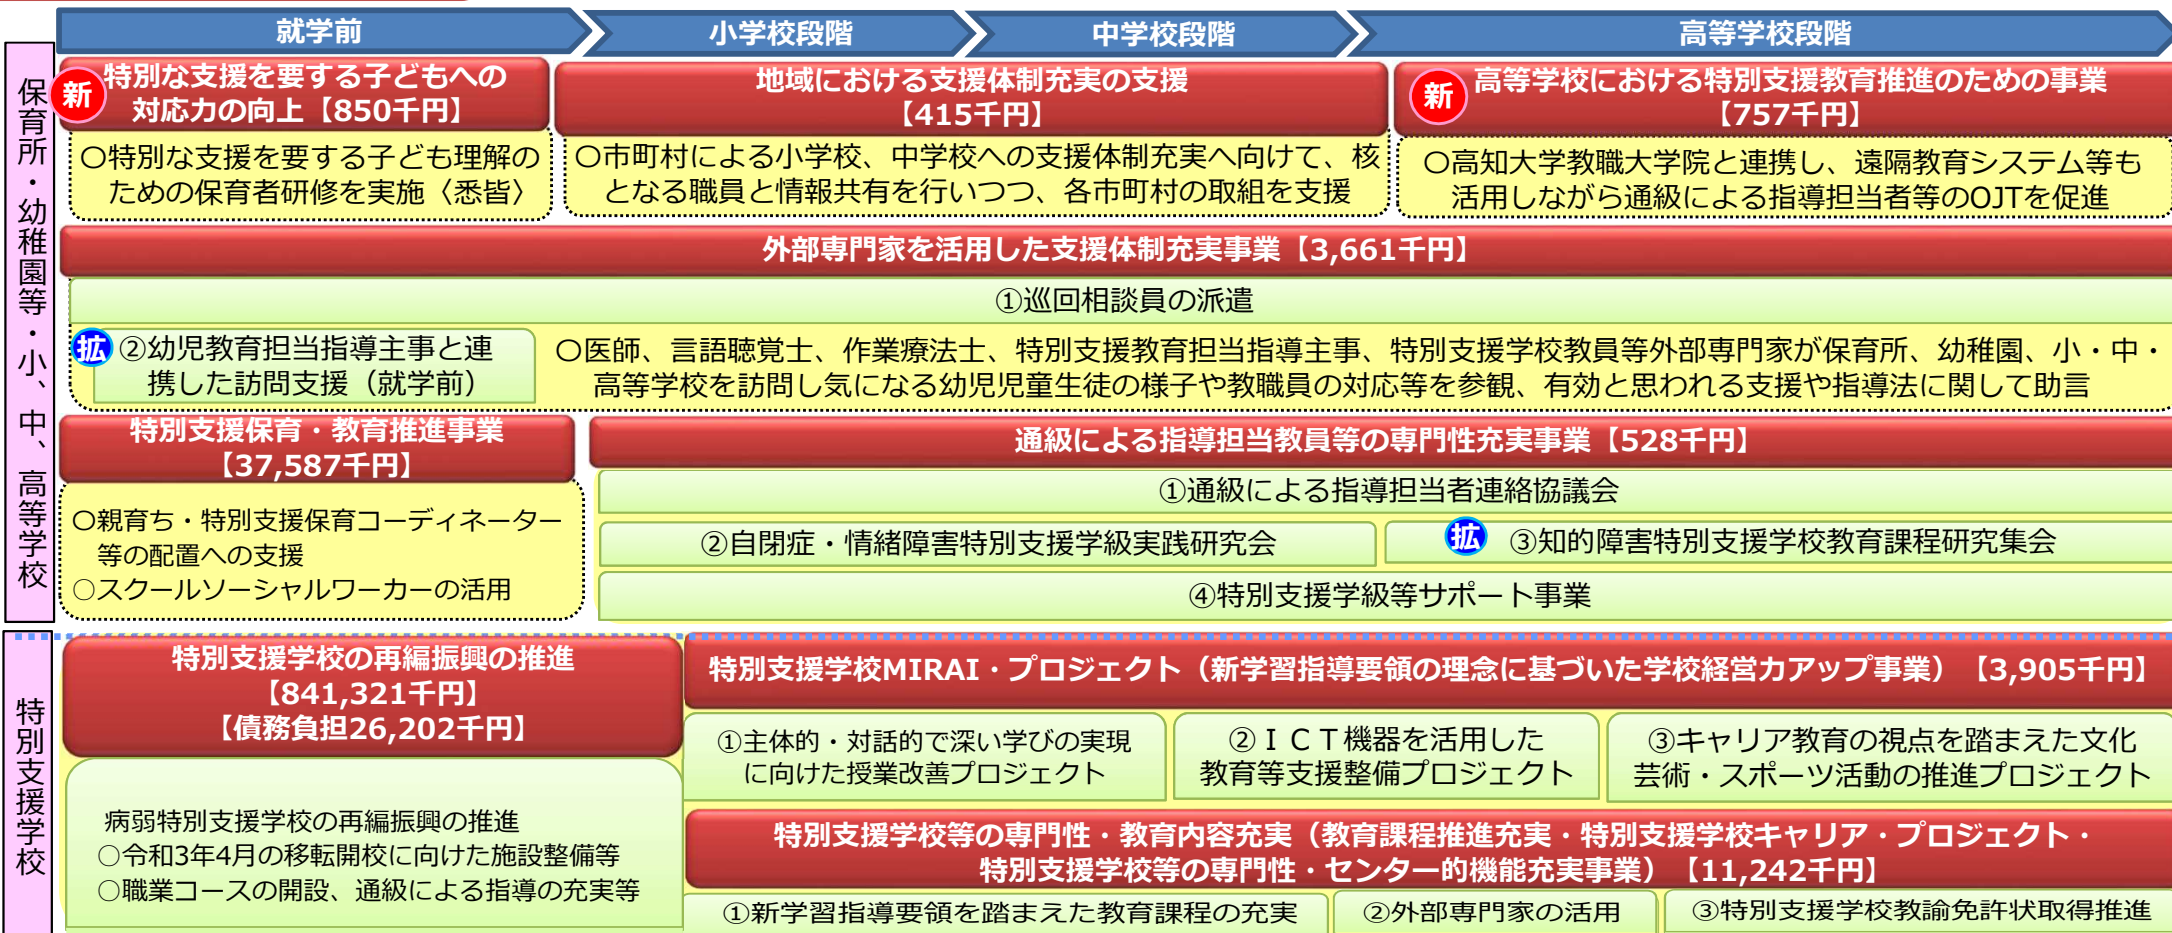 就学前
小学校段階
中学校段階
高等学校段階
保育所・幼稚園等・小、中、高等学校
新
特別な支援を要する子どもへの
対応力の向上【850千円】
〇特別な支援を要する子ども理解の
ための保育者研修を実施〈悉皆〉
地域における支援体制充実の支援
【415千円】
〇市町村による小学校、中学校への支援体制充実へ向けて、核
となる職員と情報共有を行いつつ、各市町村の取組を支援
新
高等学校における特別支援教育推進のための事業
【757千円】
〇高知大学教職大学院と連携し、遠隔教育システム等も
活用しながら通級による指導担当者等のOJTを促進
外部専門家を活用した支援体制充実事業【3,661千円】
①巡回相談員の派遣
拡
②幼児教育担当指導主事と連
携した訪問支援（就学前）
〇医師、言語聴覚士、作業療法士、特別支援教育担当指導主事、特別支援学校教員等外部専門家が保育所、幼稚園、小・中・
高等学校を訪問し気になる幼児児童生徒の様子や教職員の対応等を参観、有効と思われる支援や指導法に関して助言
特別支援保育・教育推進事業
【37,587千円】
〇親育ち・特別支援保育コーディネーター
等の配置への支援
○スクールソーシャルワーカーの活用
通級による指導担当教員等の専門性充実事業【528千円】
①通級による指導担当者連絡協議会
②自閉症・情緒障害特別支援学級実践研究会
拡
③知的障害特別支援学校教育課程研究集会
④特別支援学級等サポート事業
特別支援学校
特別支援学校の再編振興の推進
【841,321千円】
【債務負担26,202千円】
病弱特別支援学校の再編振興の推進
○令和3年4月の移転開校に向けた施設整備等
○職業コースの開設、通級による指導の充実等
特別支援学校MIRAI・プロジェクト（新学習指導要領の理念に基づいた学校経営力アップ事業）【3,905千円】
①主体的・対話的で深い学びの実現
に向けた授業改善プロジェクト
②ＩＣＴ機器を活用した
教育等支援整備プロジェクト
③キャリア教育の視点を踏まえた文化
芸術・スポーツ活動の推進プロジェクト
特別支援学校等の専門性・教育内容充実（教育課程推進充実・特別支援学校キャリア・プロジェクト・
特別支援学校等の専門性・センター的機能充実事業）【11,242千円】
①新学習指導要領を踏まえた教育課程の充実
②外部専門家の活用
③特別支援学校教諭免許状取得推進